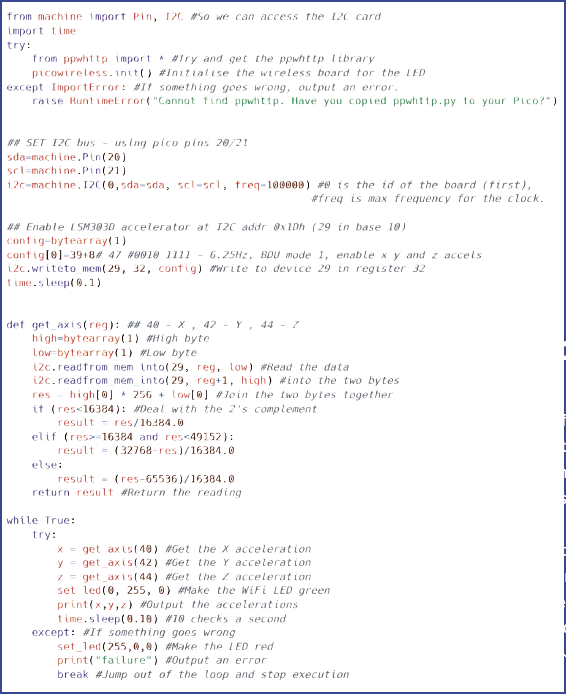 from machine import Pin, I2C #So we can access the I2C card
import time
try:
    from ppwhttp import * #Try and get the ppwhttp library
    picowireless.init() #Initialise the wireless board for the LED
except ImportError: #If something goes wrong, output an error.
    raise RuntimeError("Cannot find ppwhttp. Have you copied ppwhttp.py to your Pico?")
## SET I2C bus - using pico pins 20/21
sda=machine.Pin(20)
scl=machine.Pin(21)
i2c=machine.I2C(0,sda=sda, scl=scl, freq=100000) #0 is the id of the board (first),
#freq is max frequency for the clock.
## Enable LSM303D accelerator at I2C addr 0x1Dh (29 in base 10)
config=bytearray(1)
config[0]=39+8# 47 #0010 1111 - 6.25Hz, BDU mode 1, enable x y and z accels
i2c.writeto_mem(29, 32, config) #Write to device 29 in register 32
time.sleep(0.1)
def get_axis(reg): ## 40 - X , 42 - Y , 44 - Z
    high=bytearray(1) #High byte
    low=bytearray(1) #Low byte
    i2c.readfrom_mem_into(29, reg, low) #Read the data
    i2c.readfrom_mem_into(29, reg+1, high) #into the two bytes
    res = high[0] * 256 + low[0] #Join the two bytes together
    if (res<16384): #Deal with the 2's complement
        result = res/16384.0
    elif (res>=16384 and res<49152):
        result = (32768-res)/16384.0
    else:
        result = (res-65536)/16384.0
    return result #Return the reading
while True:
    try:
        x = get_axis(40) #Get the X acceleration
        y = get_axis(42) #Get the Y acceleration
        z = get_axis(44) #Get the Z acceleration
        set_led(0, 255, 0) #Make the WiFi LED green
        print(x,y,z) #Output the accelerations
        time.sleep(0.10) #10 checks a second
    except: #If something goes wrong
        set_led(255,0,0) #Make the LED red
        print("failure") #Output an error
        break #Jump out of the loop and stop execution